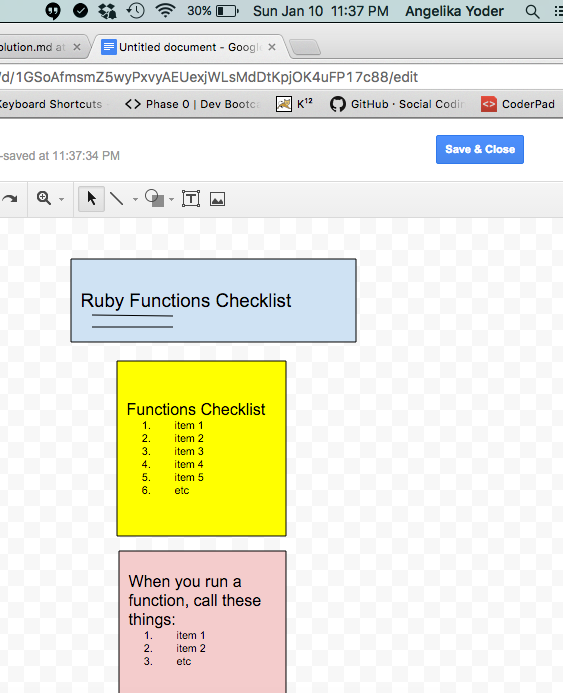 30% Sun Jan 10 11:37 PM Angelika Yoder
olution.md at Untitled document - Google
/d/1GSoAfmsmZ5wyPxvyAEUexjWLsMdDtKpjOK4uFP17c88/edit
Keyboard Shortcuts <> Phase 0 | Dev Bootc K12 GitHub · Social Codin <> CoderPad
-saved at 11:37:34 PM Save & Close
T
Ruby Functions Checklist
Functions Checklist
1. item 1
2. item 2
3. item 3
4. item 4
5. item 5
6. etc
When you run a
function, call these
things:
1. item 1
2. item 2
3. etc